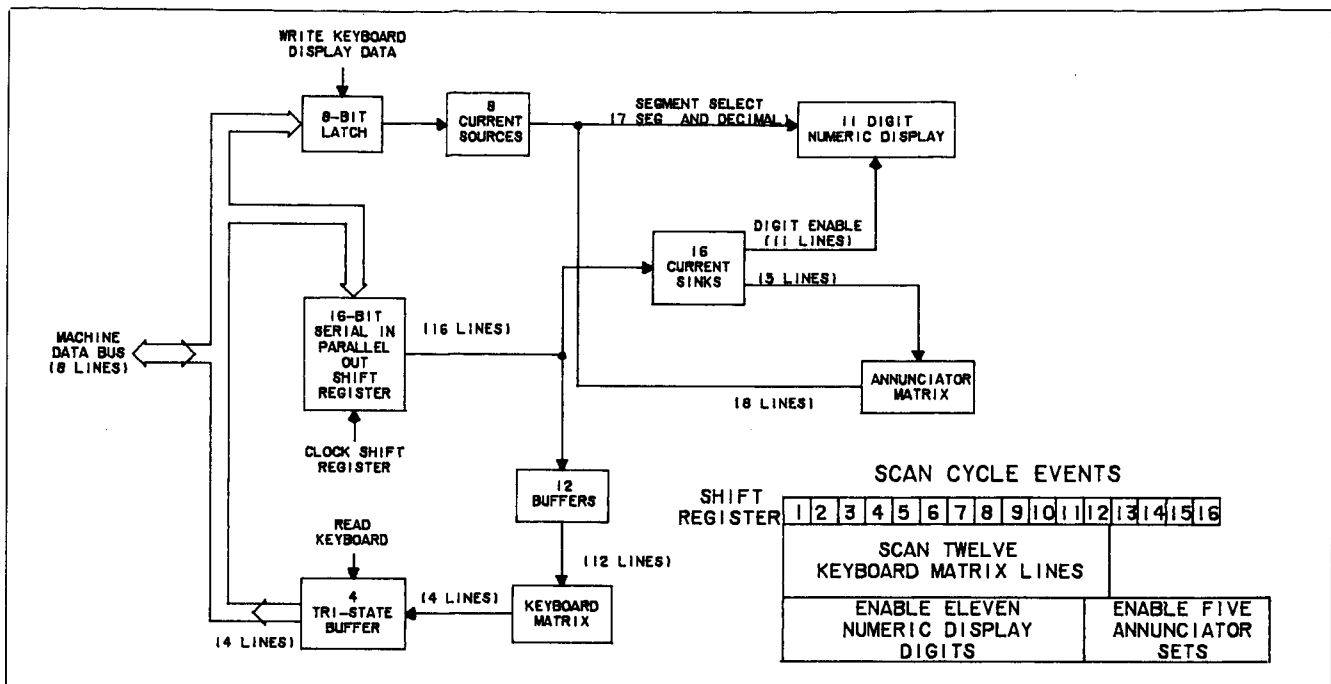 WRITE KEYBOARD
DISPLAY DATA
8-BIT
LATCH
8
CURRENT
SOURCES
SEGMENT SELECT
(7 SEG AND DECIMAL)
11 DIGIT
NUMERIC DISPLAY
DIGIT ENABLE
(11 LINES)
16
CURRENT
SINKS
(5 LINES)
16-BIT
SERIAL IN
PARALLEL
OUT
SHIFT
REGISTER
(16 LINES)
MACHINE
DATA BUS
(8 LINES)
ANNUNCIATOR
MATRIX
(8 LINES)
CLOCK SHIFT
REGISTER
12
BUFFERS
READ
KEYBOARD
(12 LINES)
4
TRI-STATE
BUFFER
(4 LINES)
KEYBOARD
MATRIX
(4 LINES)
SCAN CYCLE EVENTS
SHIFT
REGISTER
1 2 3 4 5 6 7 8 9 10 11 12 13 14 15 16
SCAN TWELVE
KEYBOARD MATRIX LINES
ENABLE ELEVEN
NUMERIC DISPLAY
DIGITS
ENABLE FIVE
ANNUNCIATOR
SETS